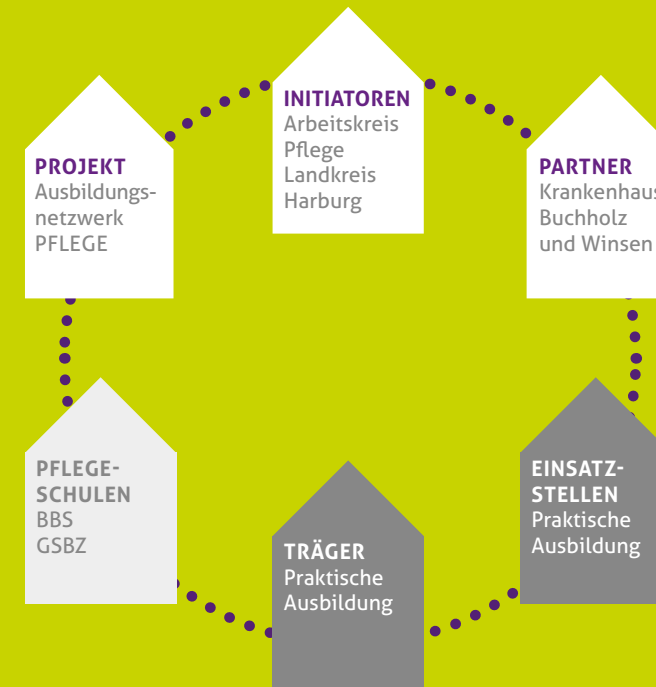 INITIATOREN
Arbeitskreis
Pflege
Landkreis
Harburg
PROJEKT
Ausbildungs-
netzwerk
PFLEGE
PARTNER
Krankenhaus
Buchholz
und Winsen
PFLEGE-
SCHULEN
BBS
GSBZ
TRÄGER
Praktische
Ausbildung
EINSATZ-
STELLEN
Praktische
Ausbildung